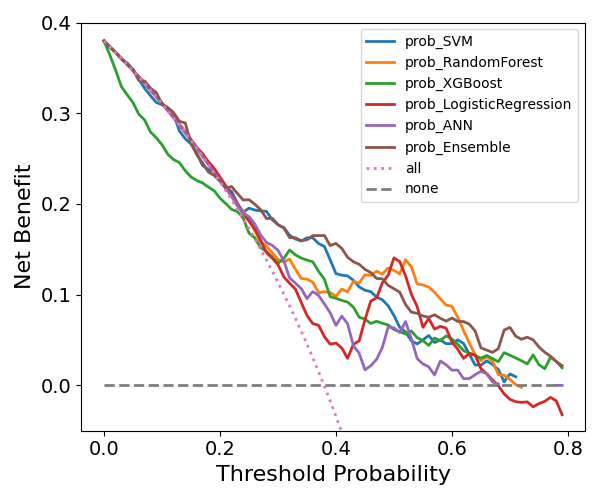 0.4
0.3
0.2
0.1
0.0
Net Benefit
prob_SVM
prob_RandomForest
prob_XGBoost
prob_LogisticRegression
prob_ANN
prob_Ensemble
all
none
0.0 0.2 0.4 0.6 0.8
Threshold Probability